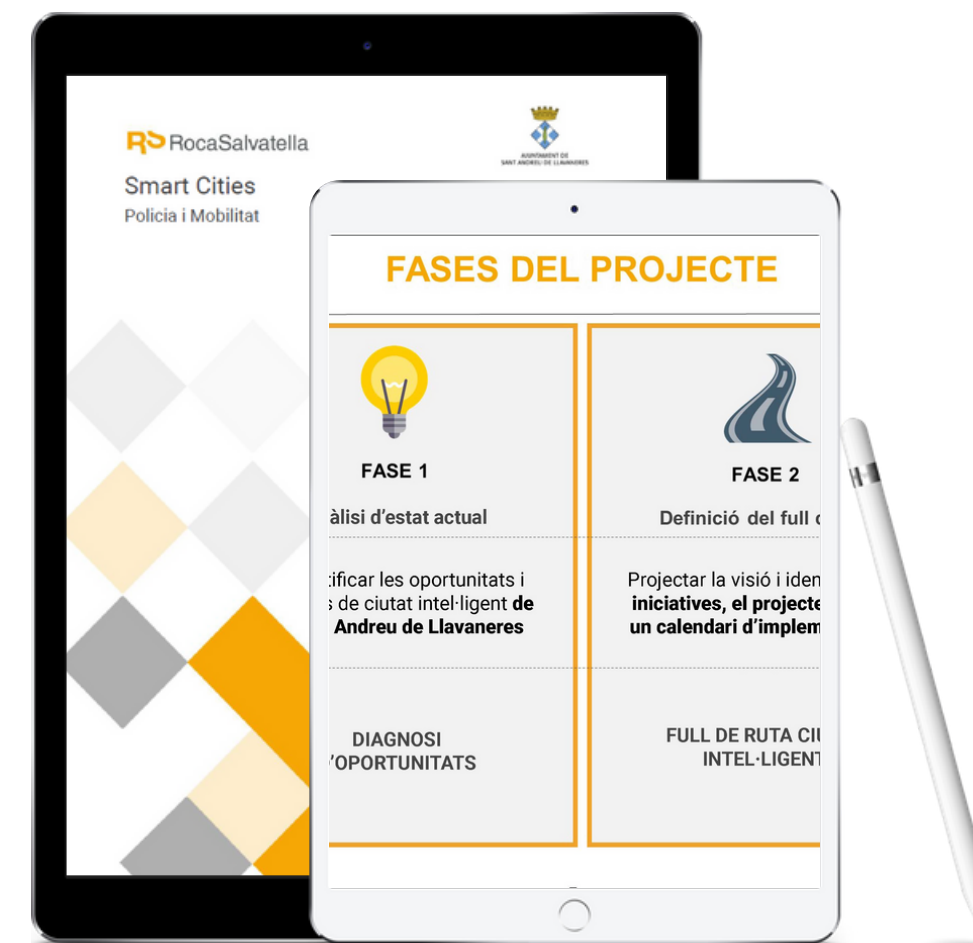 RS RocaSalvatella
Smart Cities
Policia i Mobilitat
AJUNTAMENT DE
SANT ANDREU DE LLAVANERES
FASES DEL PROJECTE
FASE 1
àlisi d'estat actual
tificar les oportunitats i
s de ciutat intel·ligent de
Andreu de Llavaneres
DIAGNOSI
'OPORTUNITATS
FASE 2
Definició del full d
Projectar la visió i iden
iniciatives, el projecte
un calendari d'implem
FULL DE RUTA CIU
INTEL·LIGENT